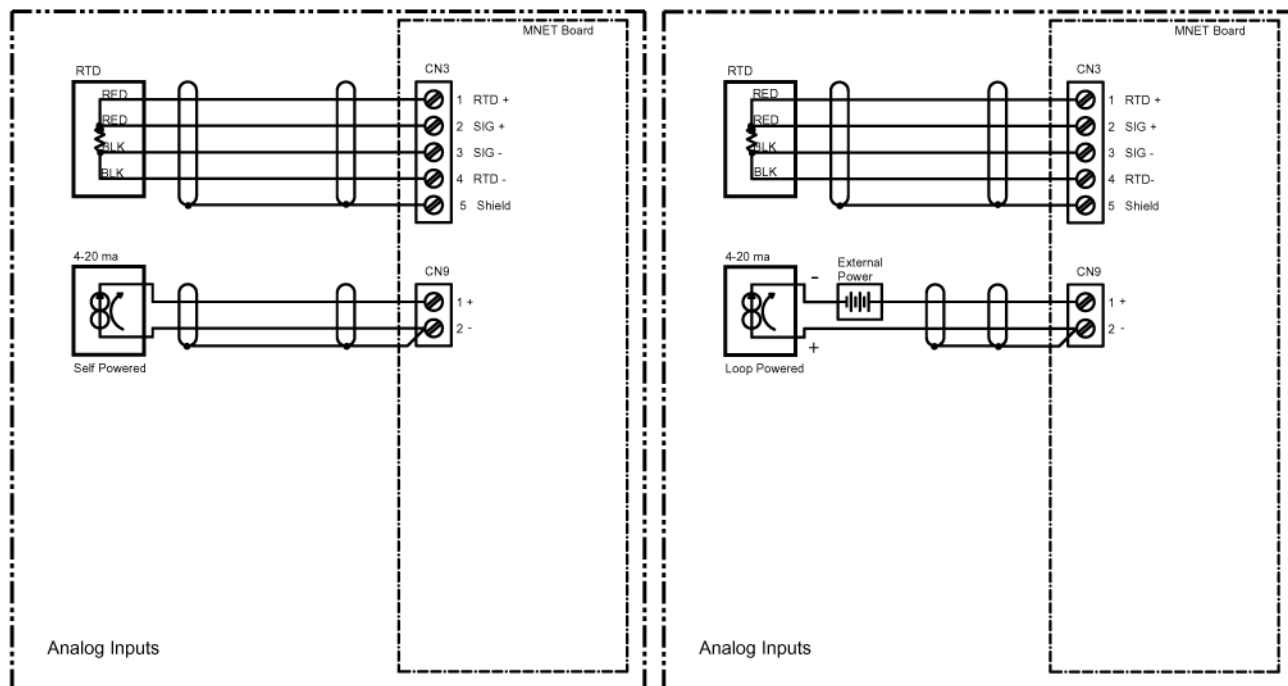 MNET Board
RTD
CN3
RED
1 RTD +
RED
2 SIG +
BLK
3 SIG -
BLK
4 RTD -
5 Shield
4-20 ma
CN9
1 +
2 -
Self Powered
Analog Inputs
MNET Board
RTD
CN3
RED
1 RTD +
RED
2 SIG +
BLK
3 SIG -
BLK
4 RTD-
5 Shield
4-20 ma
External
Power
-
CN9
1 +
2 -
+
Loop Powered
Analog Inputs